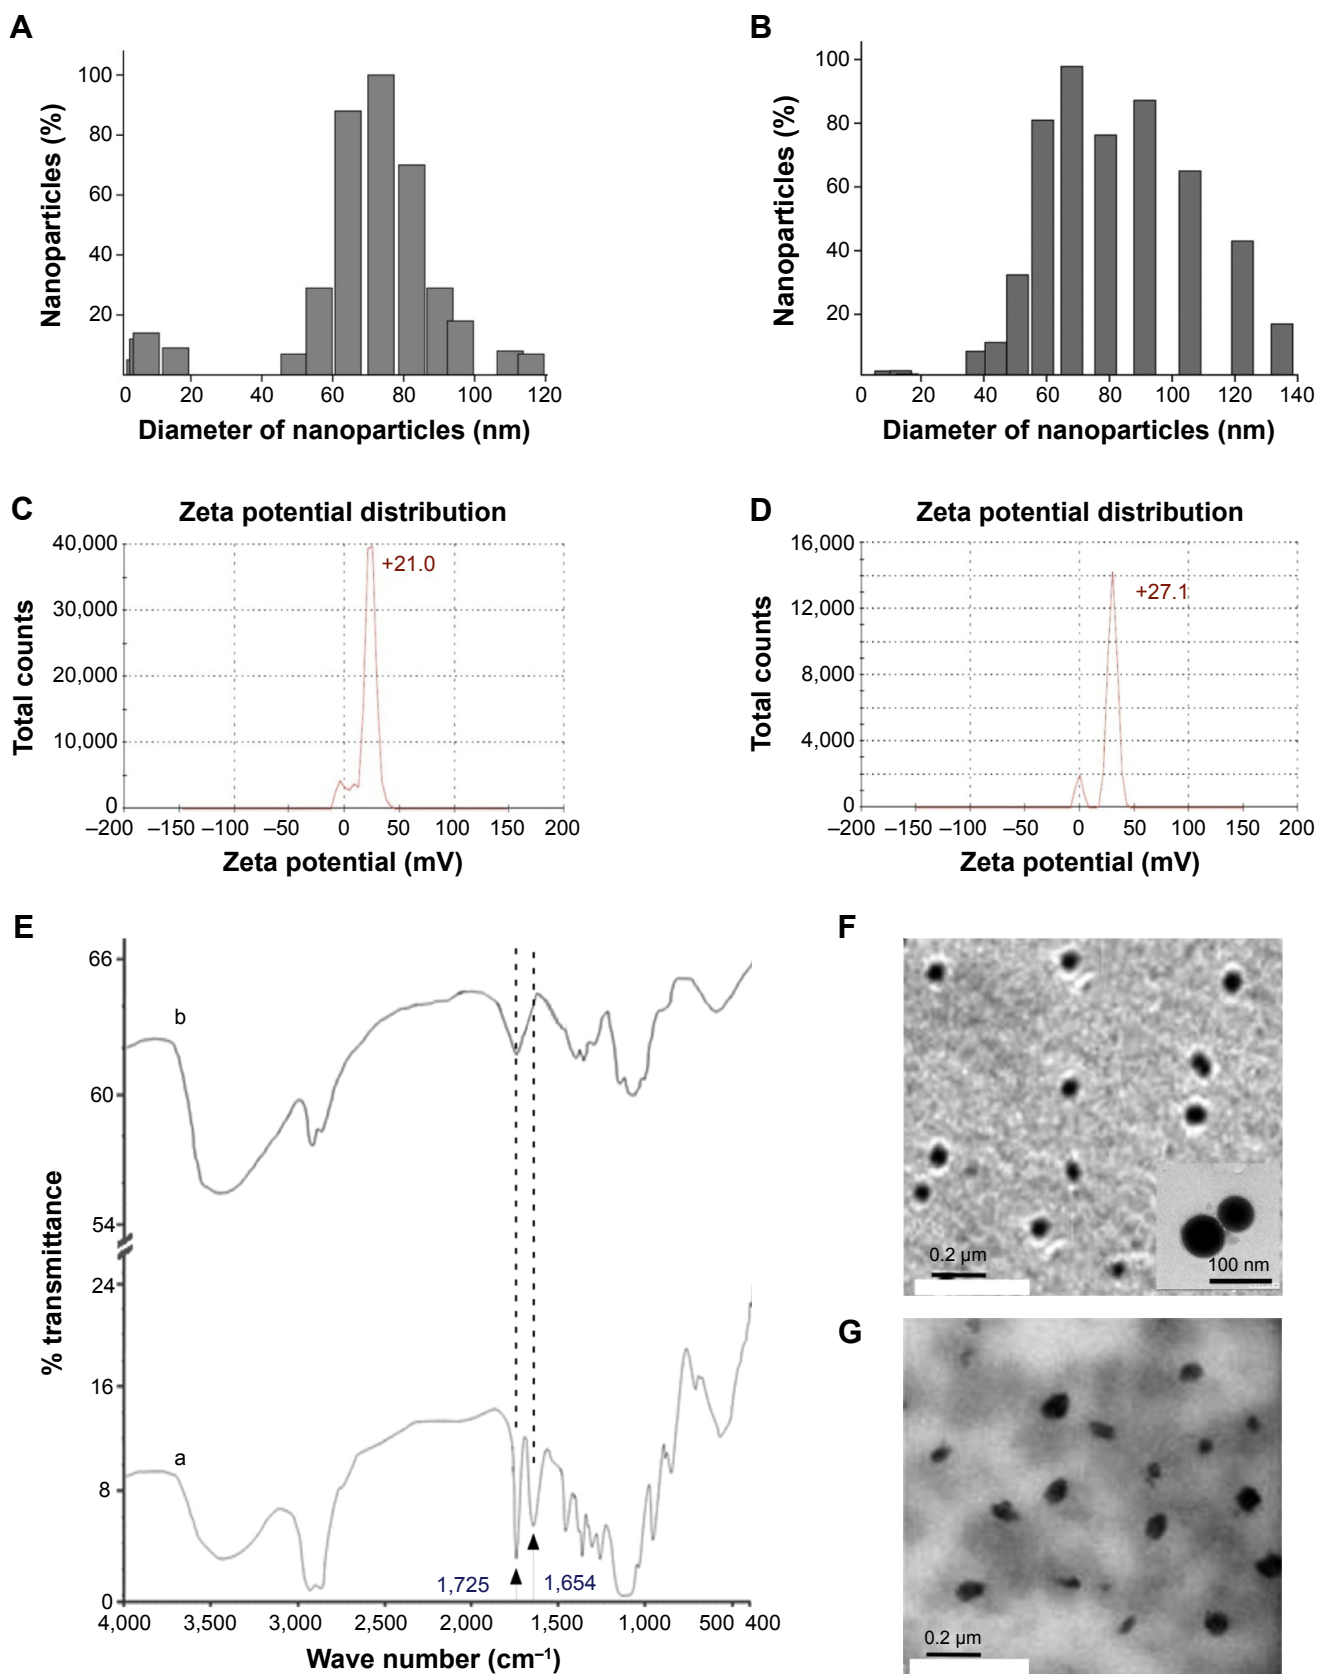 A
100
80
60
40
20
Nanoparticles (%)
0 20 40 60 80 100 120
Diameter of nanoparticles (nm)
B
100
80
60
40
20
Nanoparticles (%)
0 20 40 60 80 100 120 140
Diameter of nanoparticles (nm)
C
Zeta potential distribution
40,000
30,000
20,000
10,000
0
Total counts
+21.0
–200 –150 –100 –50 0 50 100 150 200
Zeta potential (mV)
D
Zeta potential distribution
16,000
12,000
8,000
4,000
0
Total counts
+27.1
–200 –150 –100 –50 0 50 100 150 200
Zeta potential (mV)
E
66
60
54
24
16
8
0
% transmittance
b
a
1,725
1,654
4,000 3,500 3,000 2,500 2,000 1,500 1,000 500 400
Wave number (cm–1)
F
0.2 µm
100 nm
G
0.2 µm